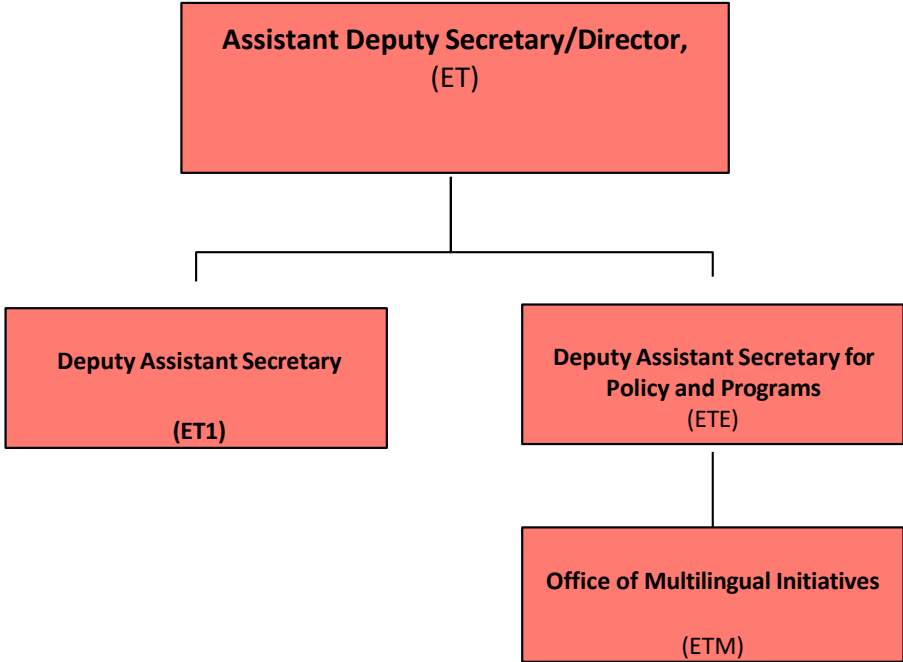 Assistant Deputy Secretary/Director,
(ET)
Deputy Assistant Secretary
(ET1)
Deputy Assistant Secretary for
Policy and Programs
(ETE)
Office of Multilingual Initiatives
(ETM)